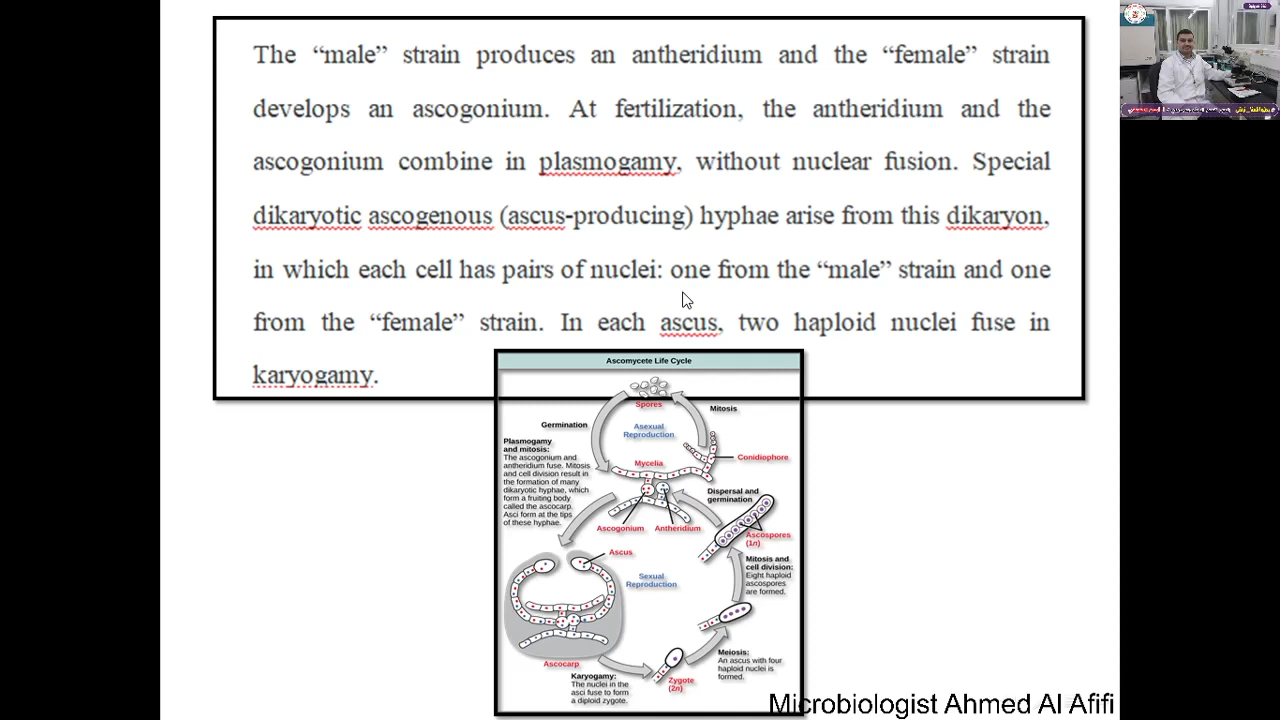 The “male” strain produces an antheridium and the “female” strain
develops an ascogonium. At fertilization, the antheridium and the
ascogonium combine in plasmogamy, without nuclear fusion. Special
dikaryotic ascogenous (ascus-producing) hyphae arise from this dikaryon,
in which each cell has pairs of nuclei: one from the “male” strain and one
from the “female” strain. In each ascus, two haploid nuclei fuse in
karyogamy.
Ascomycete Life Cycle
Spores
Mitosis
Germination
Asexual
Reproduction
Plasmogamy
and mitosis:
The ascogonium and
antheridium fuse. Mitosis
and cell division result in
the formation of many
dikaryotic hyphae, which
form a fruiting body
called the ascocarp.
Asci form at the tips
of these hyphae.
Mycelia
Conidiophore
Dispersal and
germination
Ascogonium
Antheridium
Ascospores
(1n)
Ascus
Sexual
Reproduction
Mitosis and
cell division:
Eight haploid
ascospores
are formed.
Meiosis:
An ascus with four
haploid nuclei is
formed.
Ascocarp
Karyogamy:
The nuclei in the
asci fuse to form
a diploid zygote.
Zygote
(2n)
Microbiologist Ahmed Al Afifi